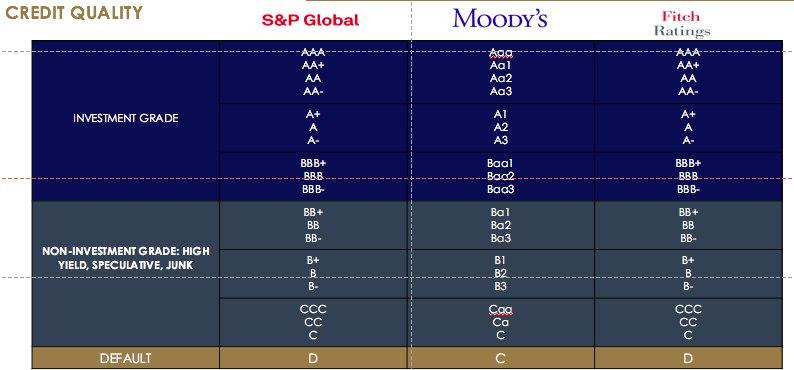 CREDIT QUALITY
S&P Global
MOODY'S
Fitch
Ratings
INVESTMENT GRADE
AAA
AA+
AA
AA-
Aaa
Aa1
Aa2
Aa3
AAA
AA+
AA
AA-
A+
A
A-
A1
A2
A3
A+
A
A-
BBB+
BBB
BBB-
Baa1
Baa2
Baa3
BBB+
BBB
BBB-
NON-INVESTMENT GRADE: HIGH
YIELD, SPECULATIVE, JUNK
BB+
BB
BB-
Ba1
Ba2
Ba3
BB+
BB
BB-
B+
B
B-
B1
B2
B3
B+
B
B-
CCC
CC
C
Caa
Ca
C
CCC
CC
C
DEFAULT
D
C
D